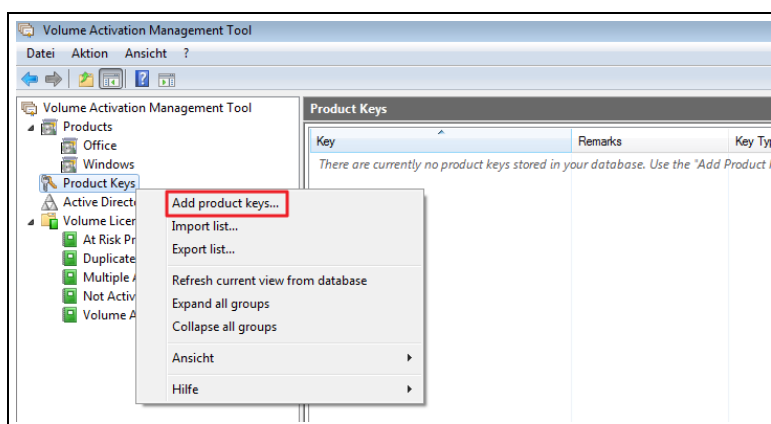 Volume Activation Management Tool
Datei Aktion Ansicht ?
Volume Activation Management Tool
Products
Office
Windows
Product Keys
Active Direct
Volume Licen
At Risk Pr
Duplicate
Multiple A
Not Activ
Volume A
Product Keys
Key Remarks Key Typ
There are currently no product keys stored in your database. Use the "Add Product
Add product keys...
Import list...
Export list...
Refresh current view from database
Expand all groups
Collapse all groups
Ansicht
Hilfe